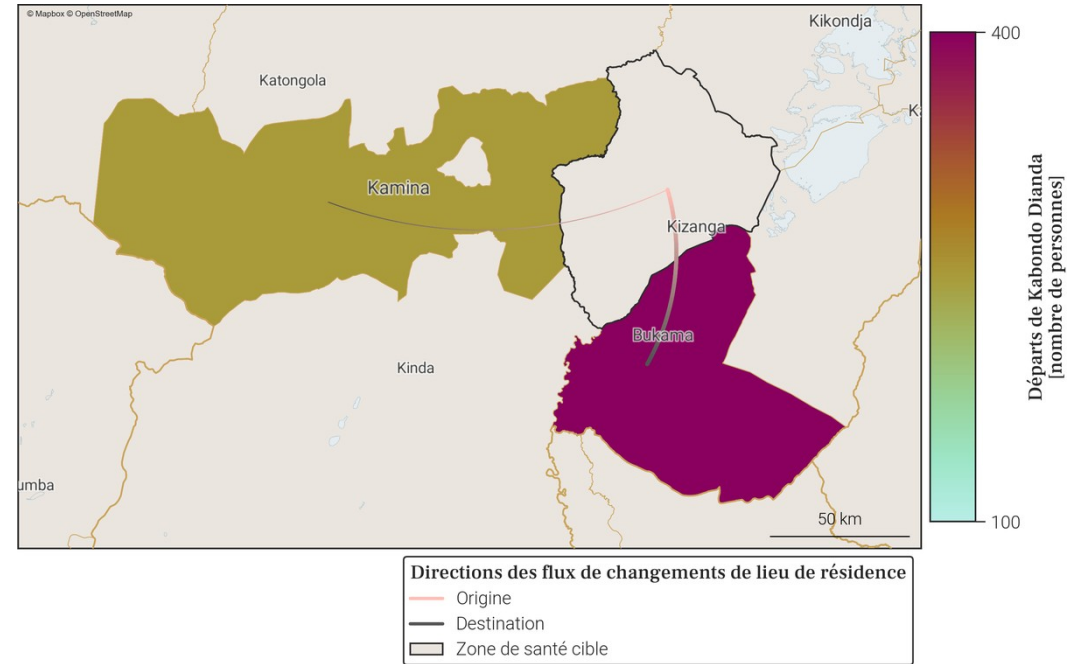 © Mapbox © OpenStreetMap
Kikondja
Katongola
Kamina
Kizanga
Bukama
Kinda
umba
50 km
400
100
Départs de Kabondo Dianda
[nombre de personnes]
Directions des flux de changements de lieu de résidence
Origine
Destination
Zone de santé cible